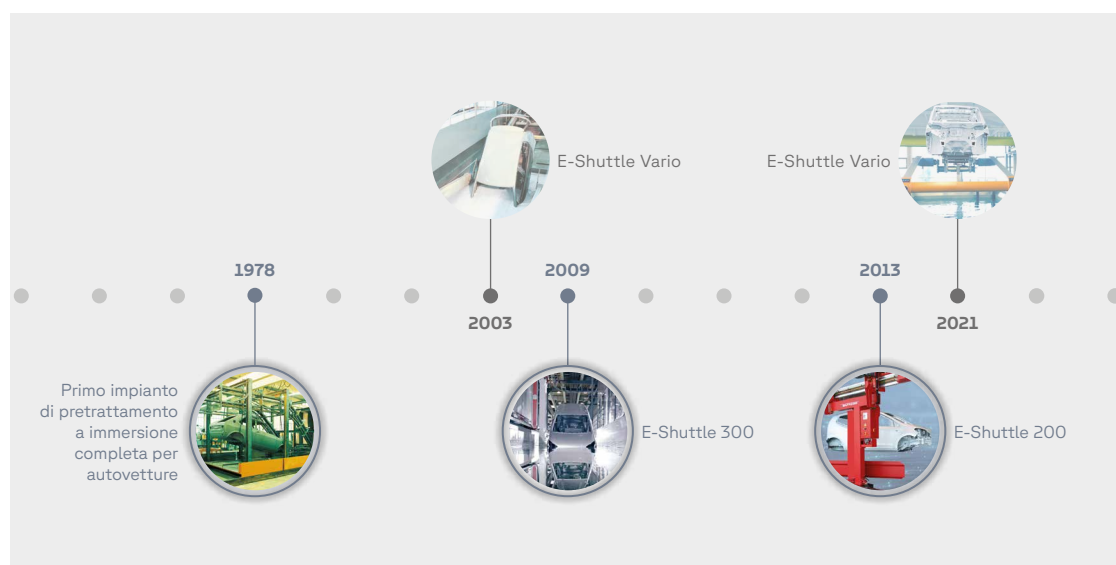 E-Shuttle Vario
E-Shuttle Vario
1978
2009
2013
2003
2021
Primo impianto
di pretrattamento
a immersione
completa per
autovetture
E-Shuttle 300
E-Shuttle 200